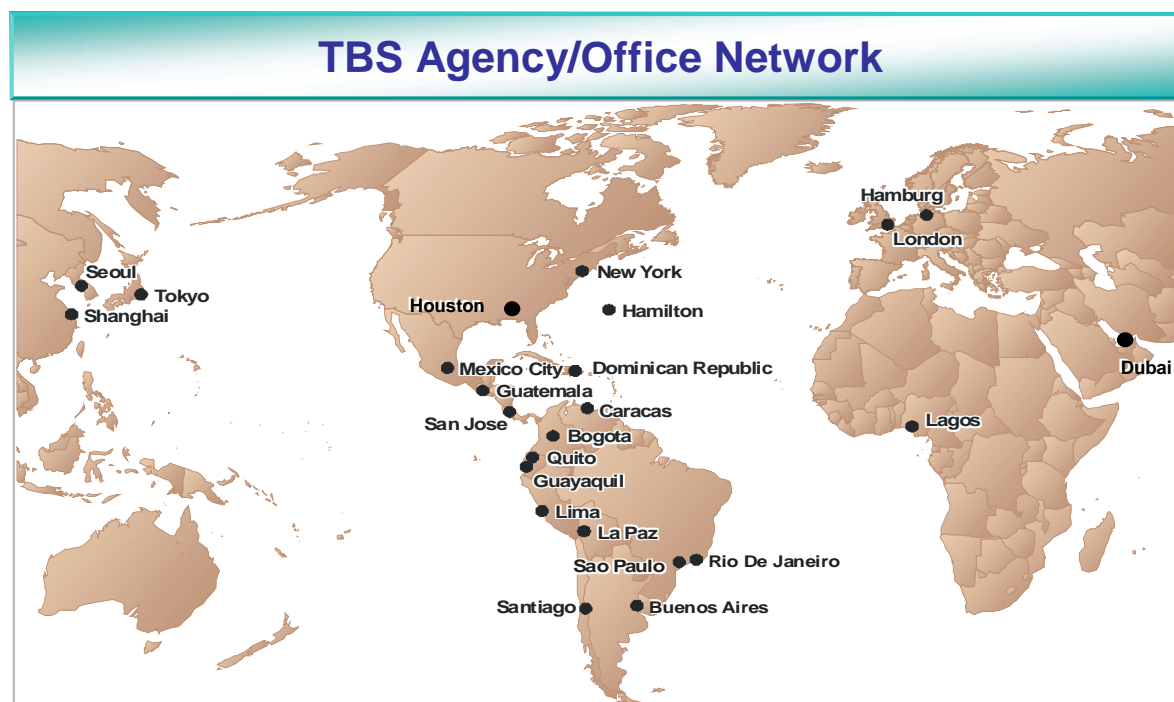 TBS Agency/Office Network
Hamburg
London
Seoul
New York
Tokyo
Houston
Hamilton
Shanghai
Mexico City
Dominican Republic
Dubai
Guatemala
Caracas
San Jose
Lagos
Bogota
Quito
Guayaquil
Lima
La Paz
Sao Paulo
Rio De Janeiro
Santiago
Buenos Aires